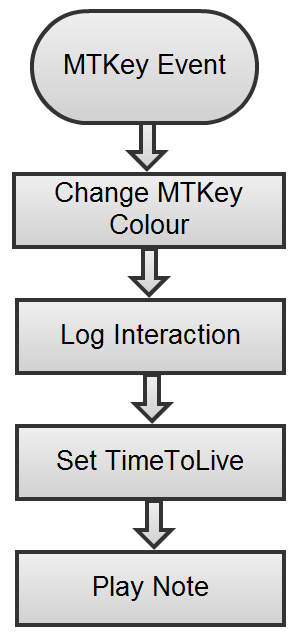 MTKey Event
Change MTKey
Colour
Log Interaction
Set TimeToLive
Play Note